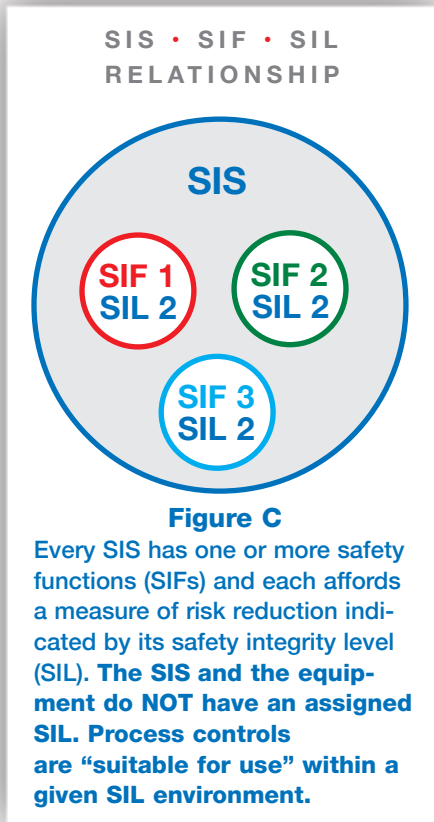 SIS • SIF • SIL
RELATIONSHIP
SIS
SIF 1
SIL 2
SIF 2
SIL 2
SIF 3
SIL 2
Figure C
Every SIS has one or more safety
functions (SIFs) and each affords
a measure of risk reduction indi-
cated by its safety integrity level
(SIL). The SIS and the equip-
ment do NOT have an assigned
SIL. Process controls
are “suitable for use” within a
given SIL environment.